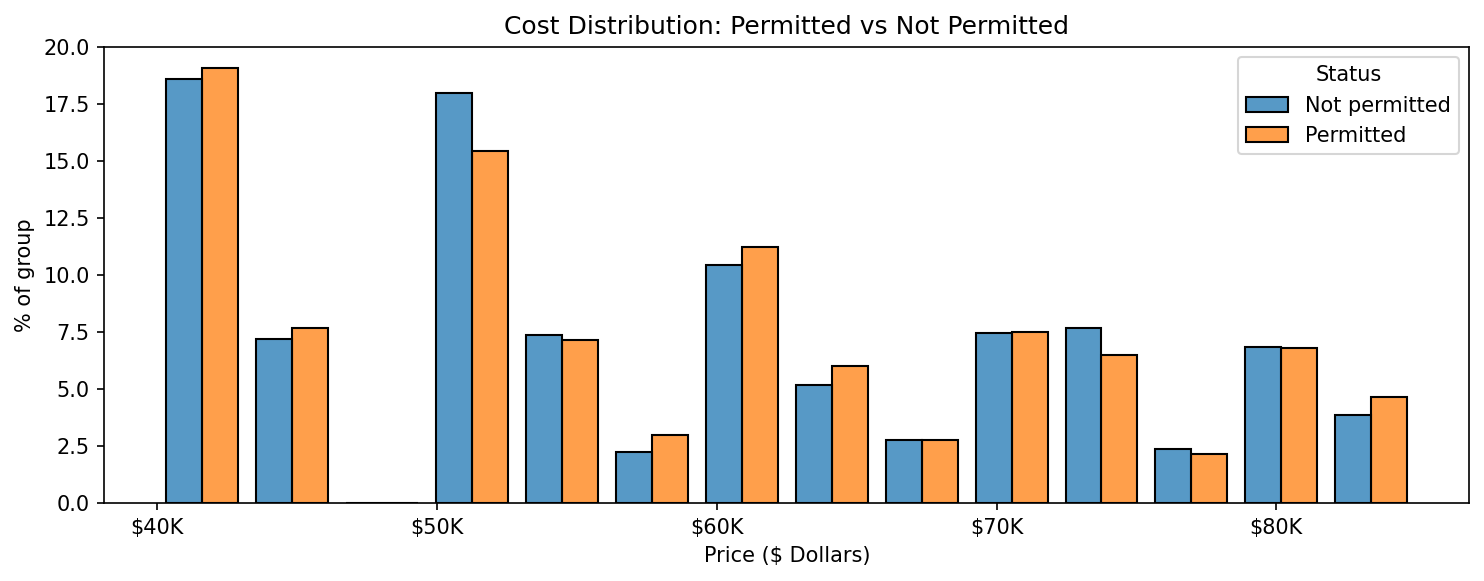 Cost Distribution: Permitted vs Not Permitted
20.0
17.5
15.0
12.5
10.0
7.5
5.0
2.5
0.0
% of group
Status
Not permitted
Permitted
$40K
$50K
$60K
$70K
$80K
Price ($ Dollars)